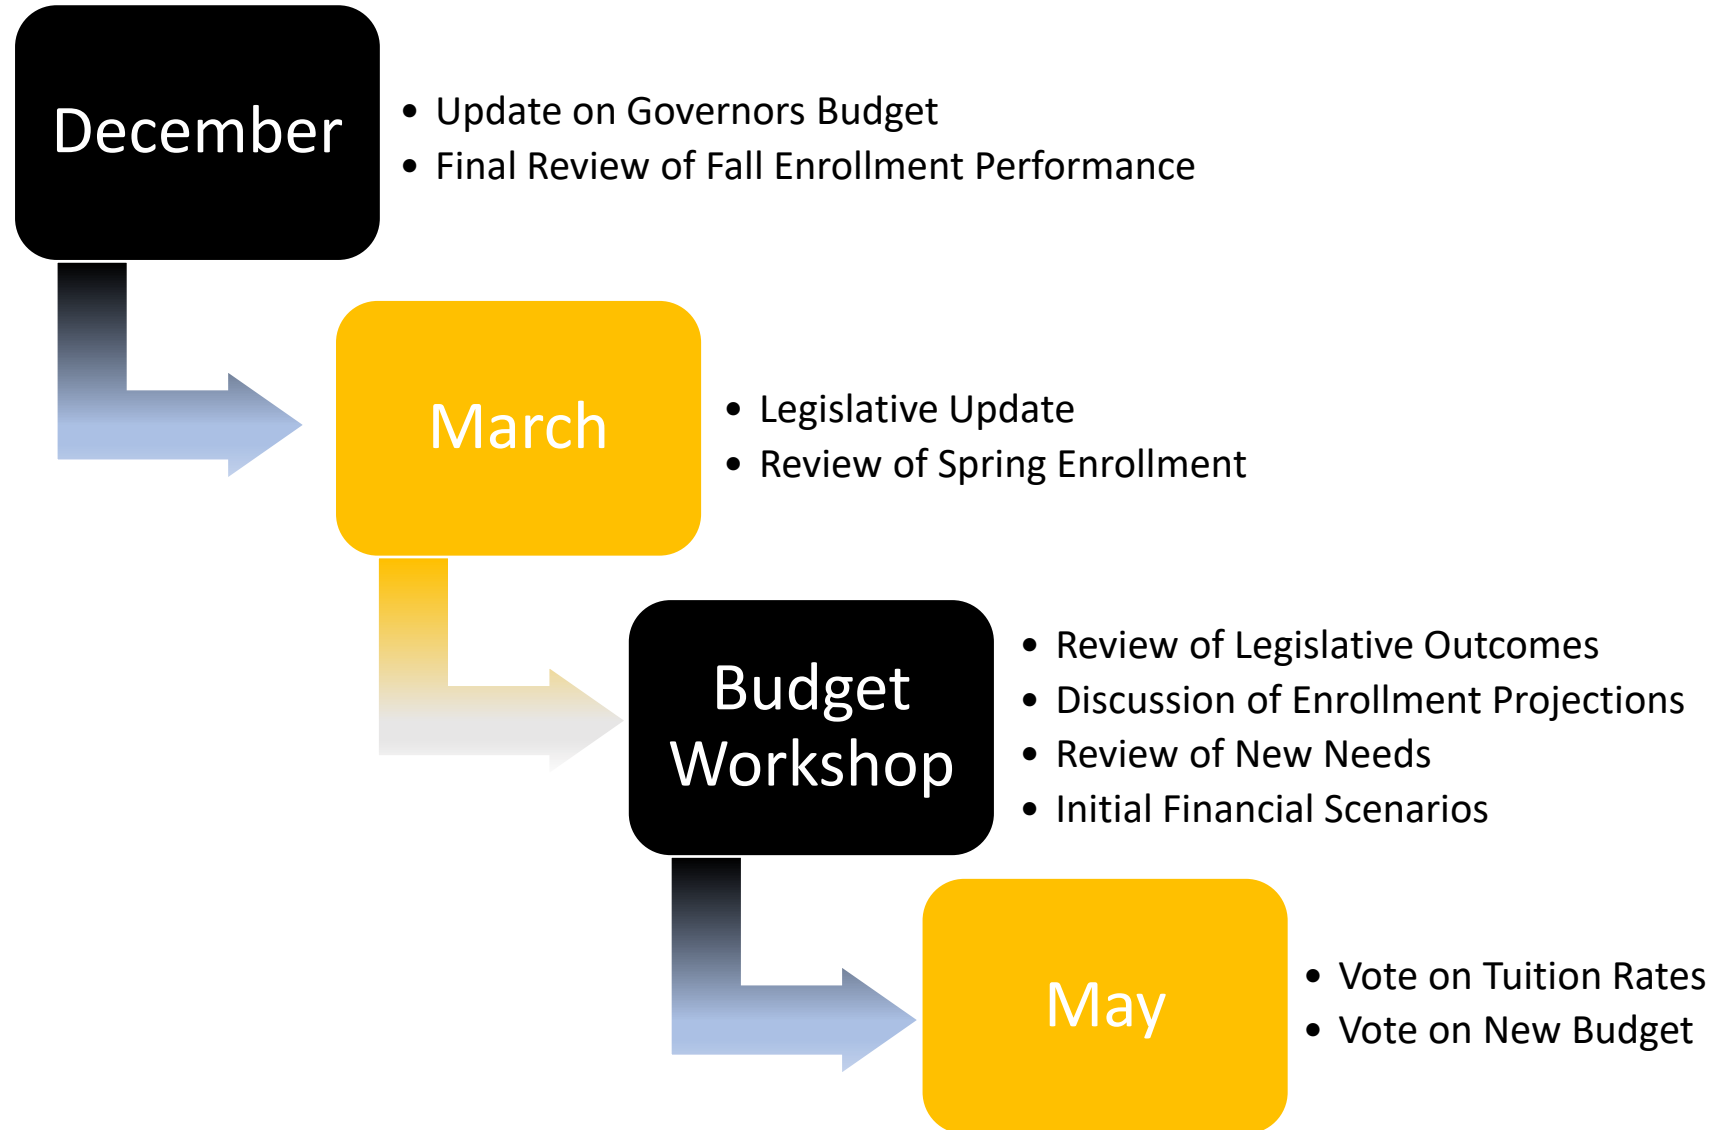 December
• Update on Governors Budget
• Final Review of Fall Enrollment Performance
March
• Legislative Update
• Review of Spring Enrollment
Budget
Workshop
• Review of Legislative Outcomes
• Discussion of Enrollment Projections
• Review of New Needs
• Initial Financial Scenarios
May
• Vote on Tuition Rates
• Vote on New Budget